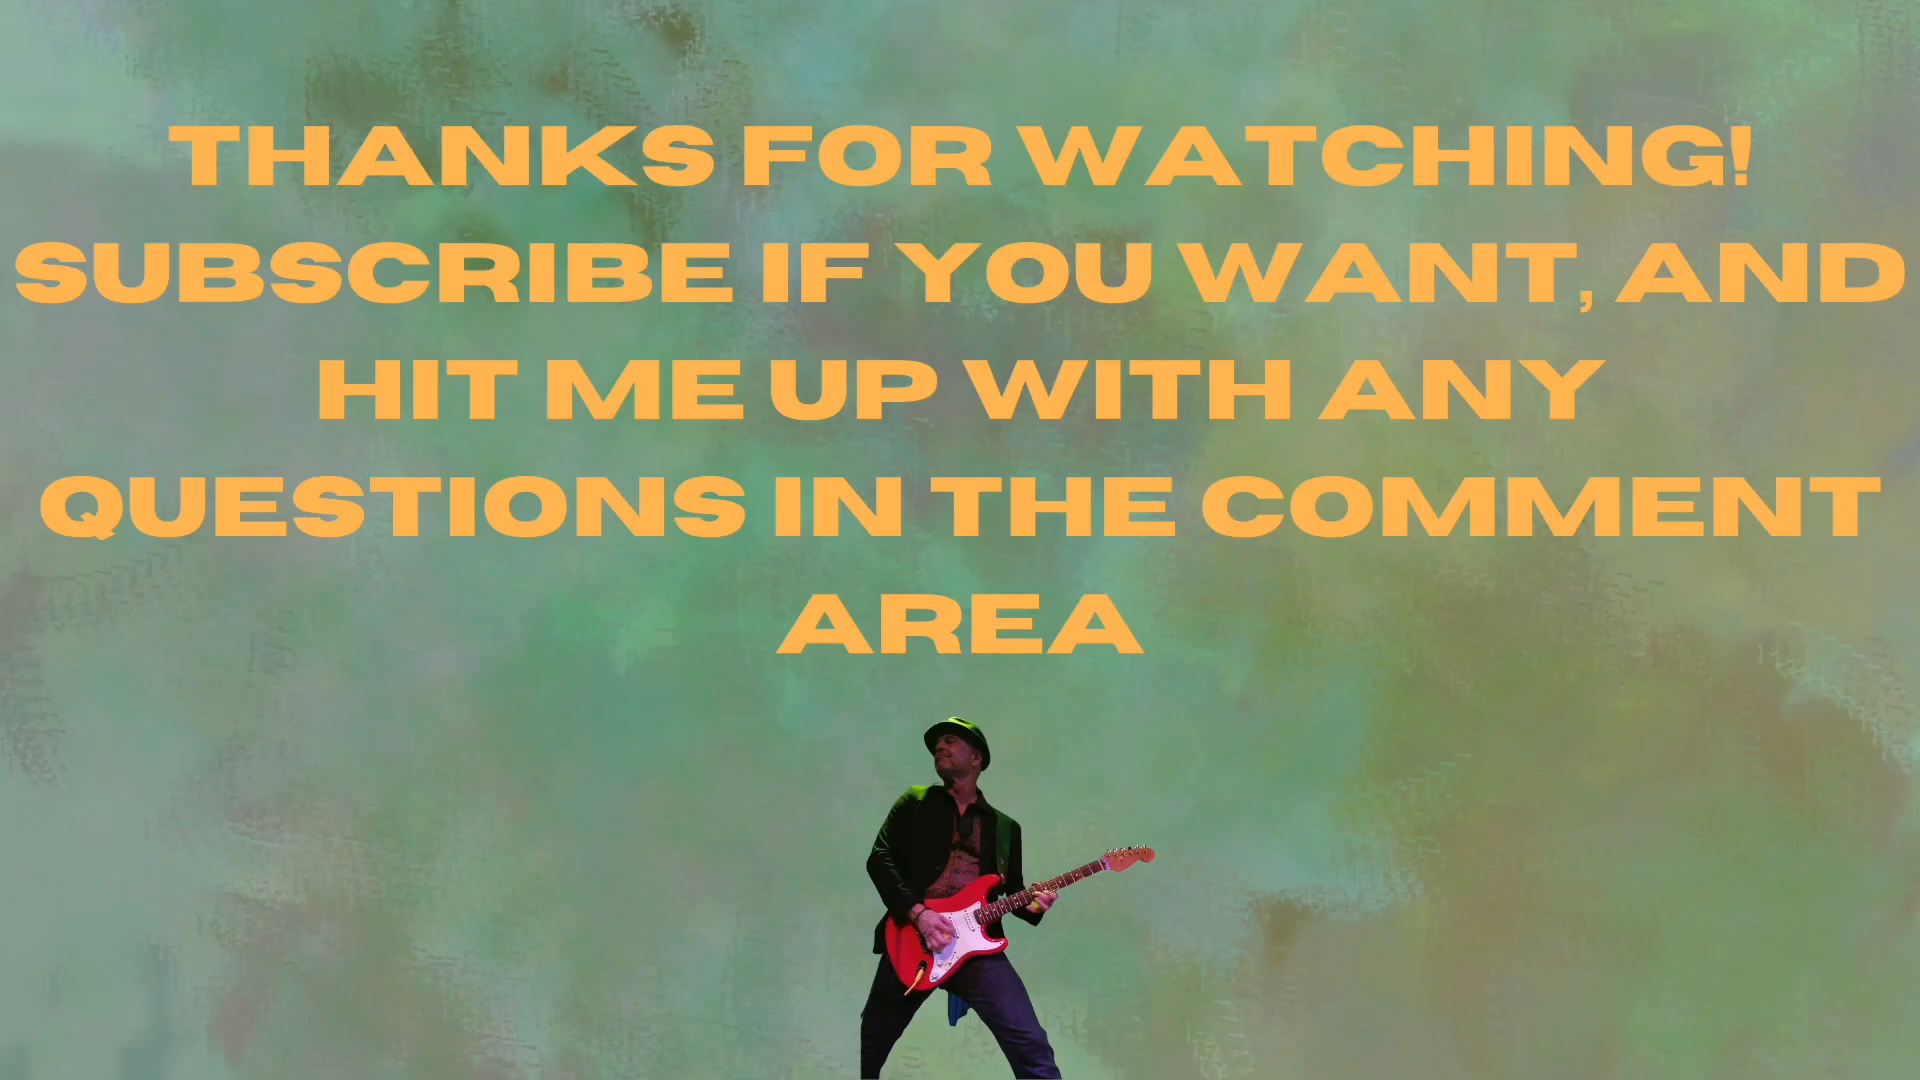 THANKS FOR WATCHING!
SUBSCRIBE IF YOU WANT, AND
HIT ME UP WITH ANY
QUESTIONS IN THE COMMENT
AREA